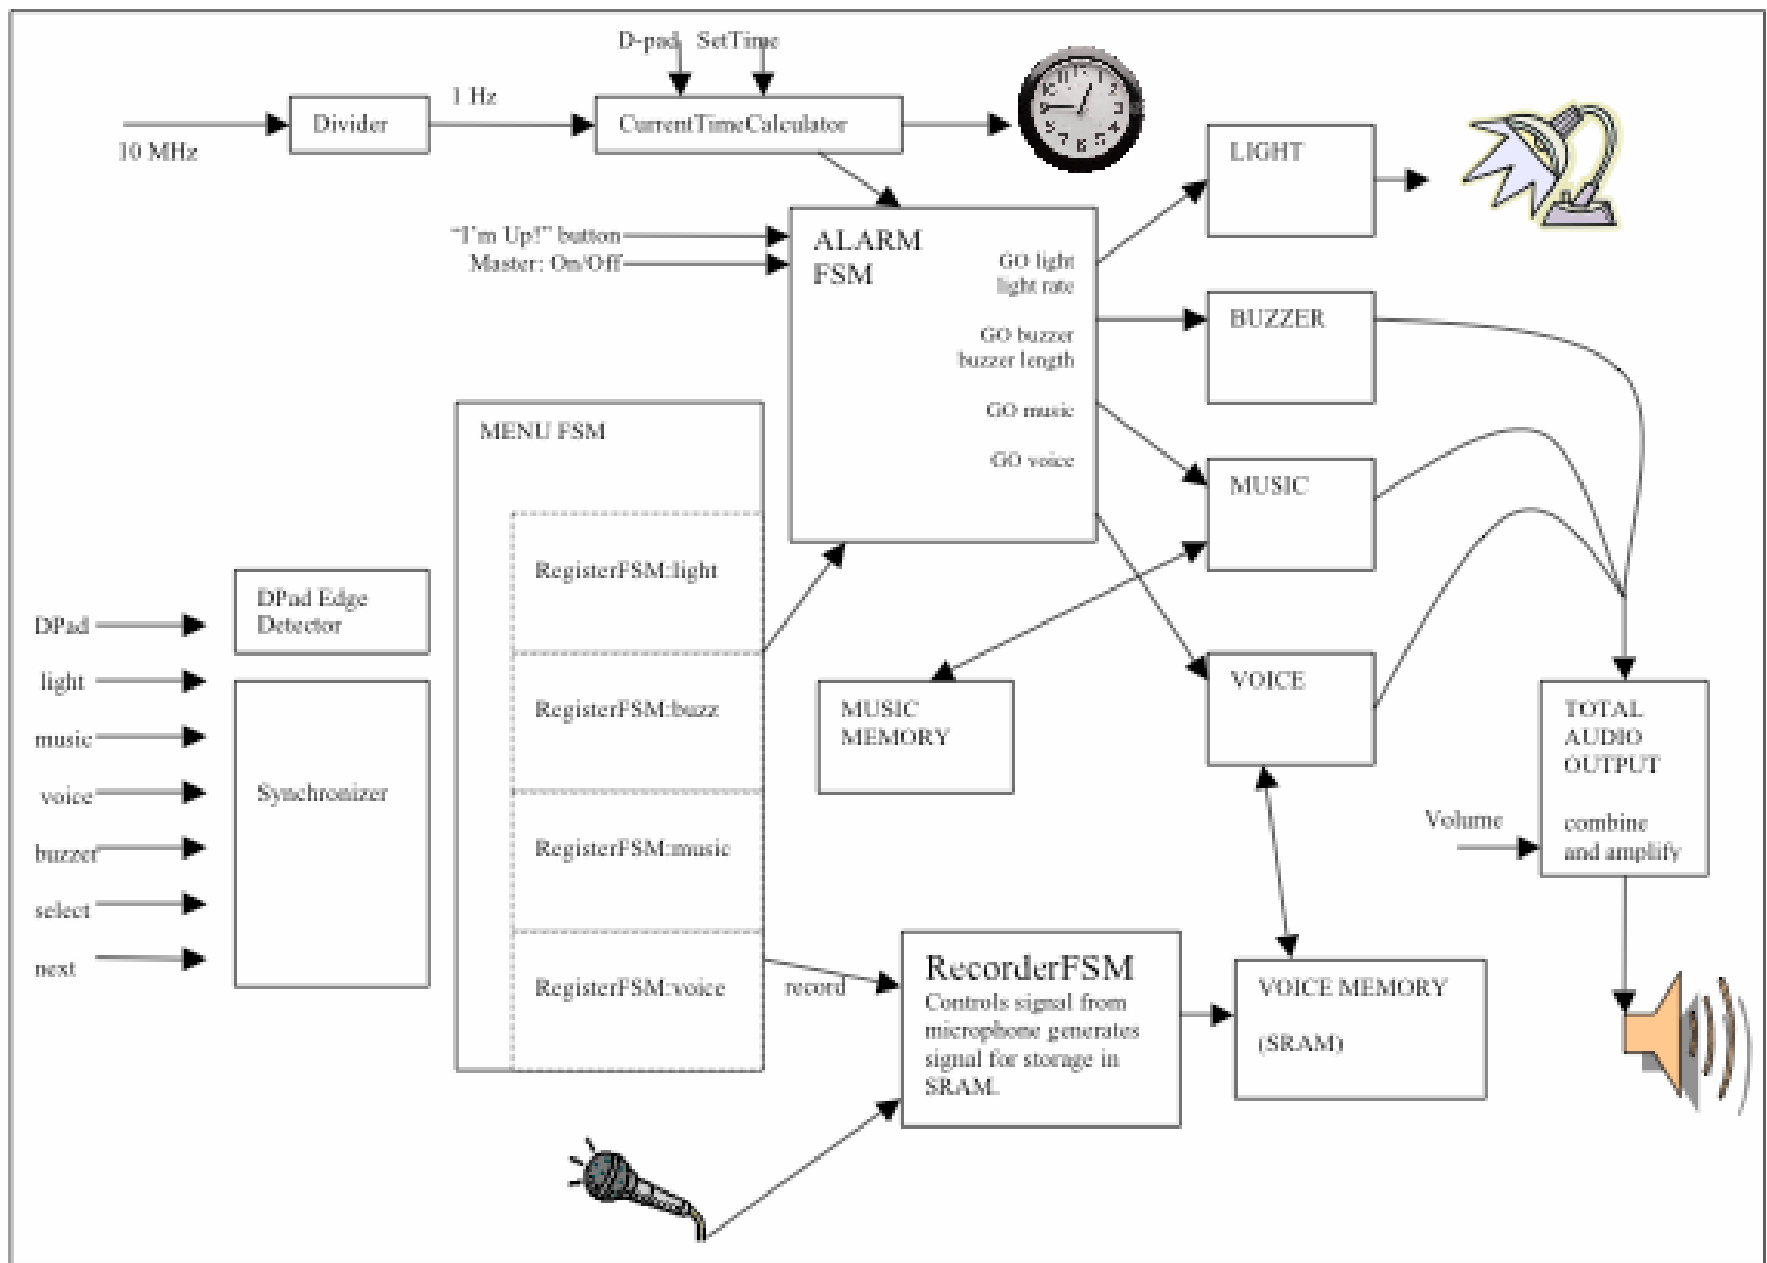 D-pad SetTime
1 Hz
10 MHz
Divider
CurrentTimeCalculator
"I'm Up!" button
Master: On/Off
ALARM
FSM
GO light
light rate
GO buzzer
buzzer length
GO music
GO voice
LIGHT
BUZZER
MUSIC
VOICE
MENU FSM
RegisterFSM:light
RegisterFSM:buzz
RegisterFSM:music
RegisterFSM:voice
DPad
light
music
voice
buzzer
select
next
DPad Edge
Detector
Synchronizer
MUSIC
MEMORY
record
RecorderFSM
Controls signal from
microphone generates
signal for storage in
SRAM.
VOICE MEMORY
(SRAM)
TOTAL
AUDIO
OUTPUT
combine
and amplify
Volume